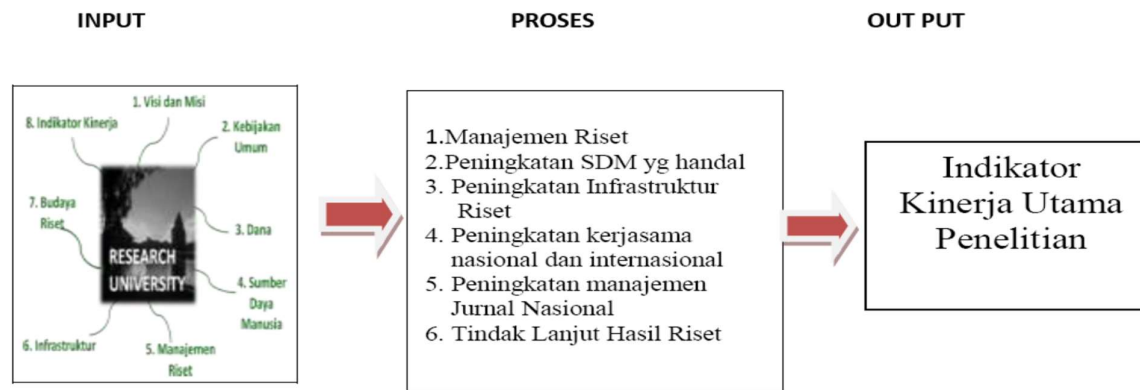 INPUT
PROSES
OUT PUT
1. Visi dan Misi
8. Indikator Kinerja
2. Kebijakan
Umum
7. Budaya
Riset
3. Dana
RESEARCH
UNIVERSITY
4. Sumber
Daya
Manusia
6. Infrastruktur
5. Manajemen
Riset
1.Manajemen Riset
2.Peningkatan SDM yg handal
3. Peningkatan Infrastruktur
Riset
4. Peningkatan kerjasama
nasional dan internasional
5. Peningkatan manajemen
Jurnal Nasional
6. Tindak Lanjut Hasil Riset
Indikator
Kinerja Utama
Penelitian